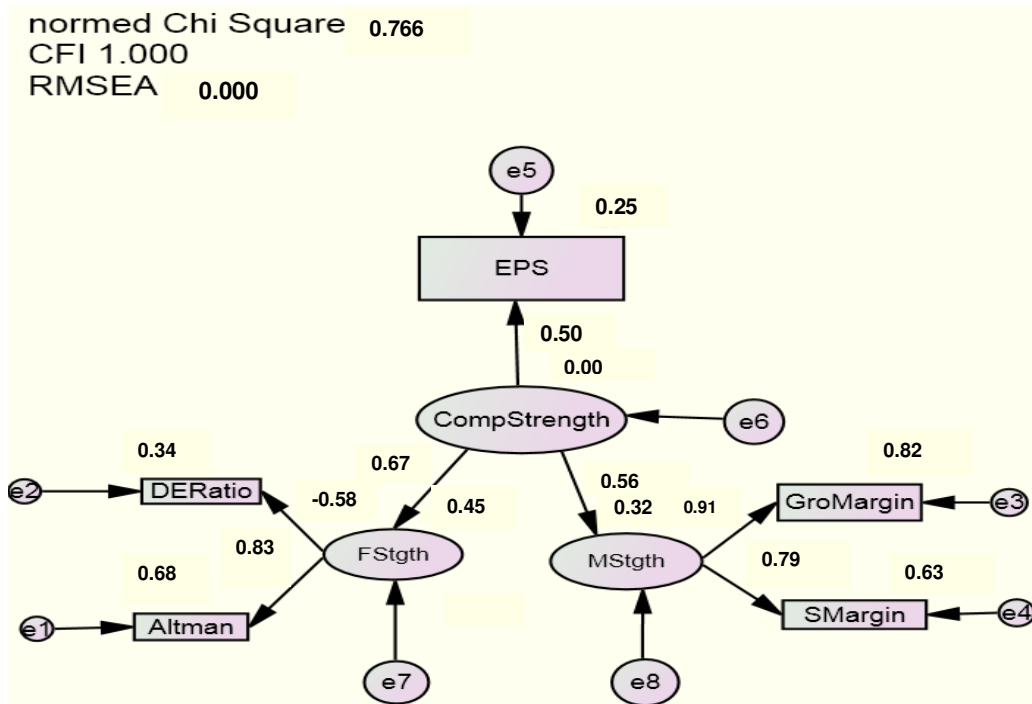 normed Chi Square 0.766
CFI 1.000
RMSEA 0.000
e5
0.25
EPS
0.50
0.00
CompStrength
e6
0.34
0.67
0.82
e2
DERatio
-0.58
0.45
0.56
0.32
0.91
GroMargin
e3
0.83
FStgth
MStgth
0.79
0.68
0.63
e1
Altman
SMargin
e4
e7
e8